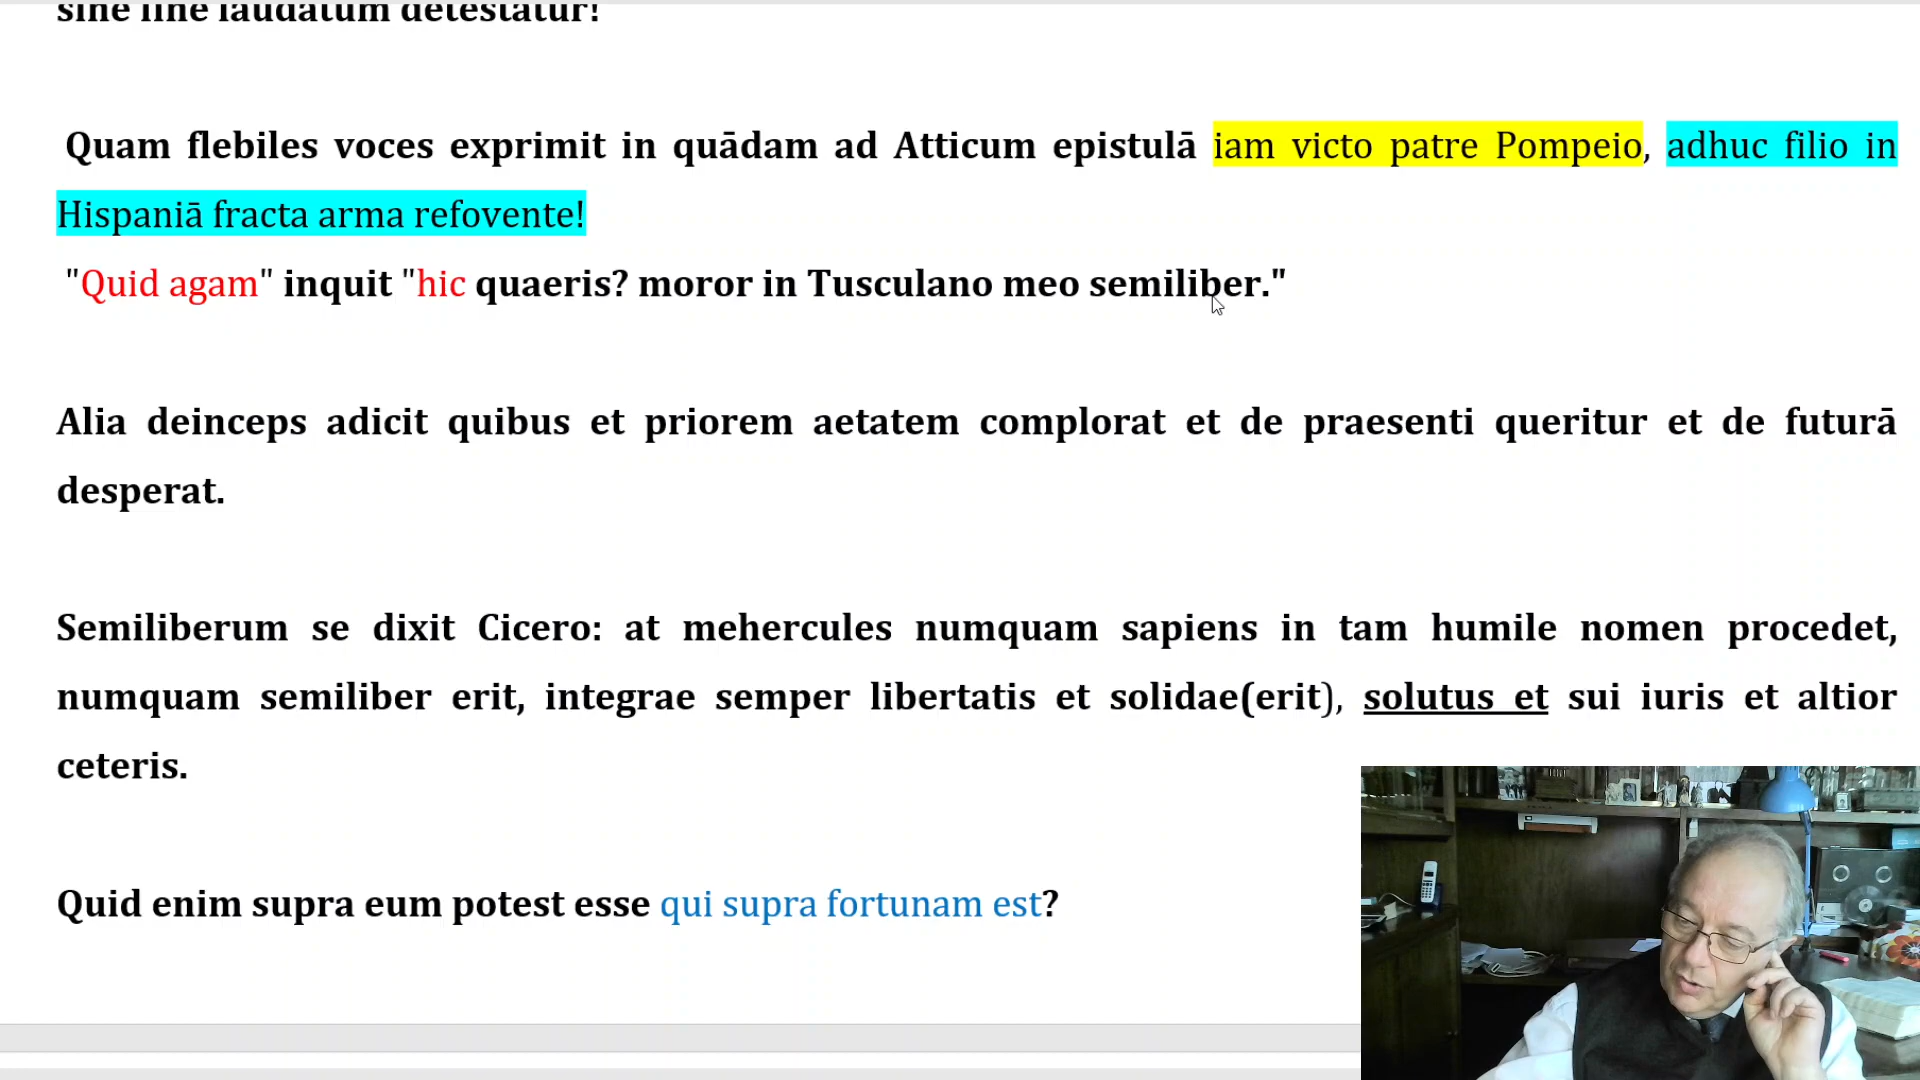 sine fine laudatum detestatur!
Quam flebiles voces exprimit in quādam ad Atticum epistulā iam victo patre Pompeio, adhuc filio in
Hispaniā fracta arma refovente!
"Quid agam" inquit "hic quaeris? moror in Tusculano meo semiliber."
Alia deinceps adicit quibus et priorem aetatem complorat et de praesenti queritur et de futurā
desperat.
Semiliberum se dixit Cicero: at mehercules numquam sapiens in tam humile nomen procedet,
numquam semiliber erit, integrae semper libertatis et solidae(erit), solutus et sui iuris et altior
ceteris.
Quid enim supra eum potest esse qui supra fortunam est?